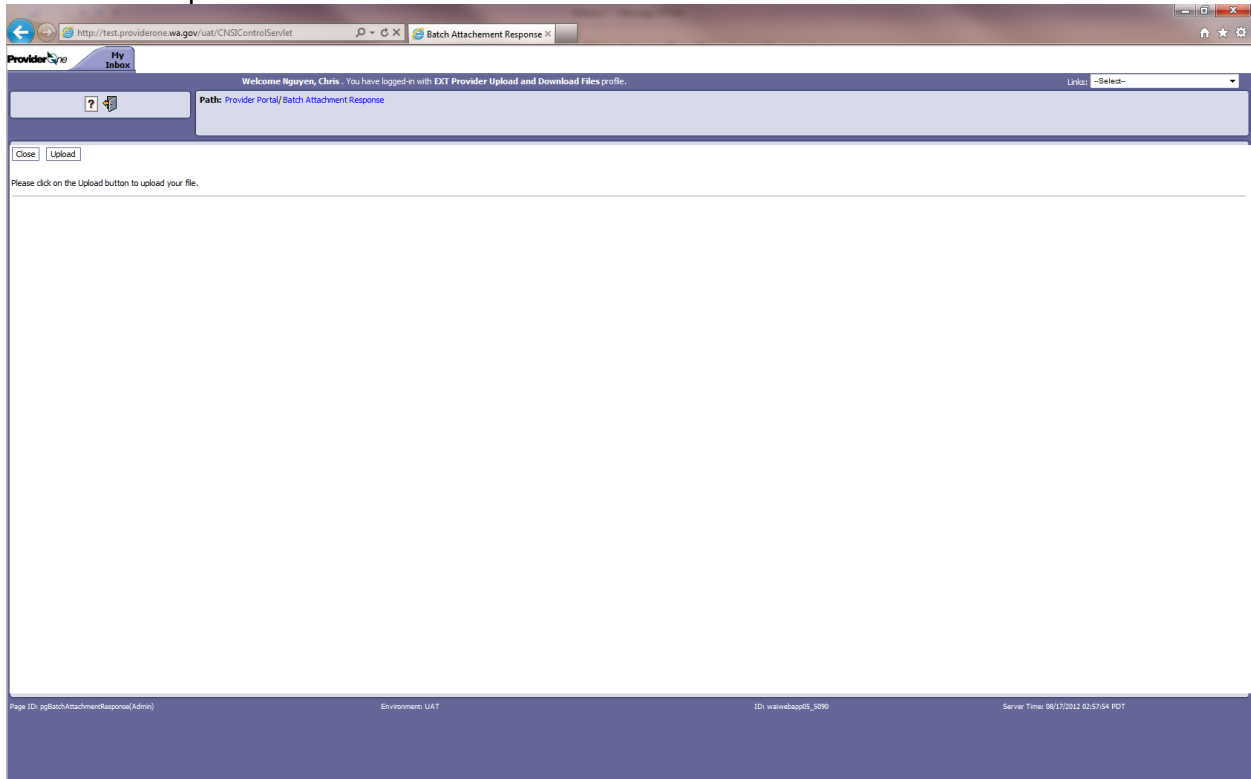 http://test.providerone.wa.gov/uat/CNSIControlServlet
Batch Attachement Response
ProviderOne
My
Inbox
Welcome Nguyen, Chris . You have logged-in with EXT Provider Upload and Download Files profile.
Links: --Select--
Path: Provider Portal/ Batch Attachment Response
Close Upload
Please click on the Upload button to upload your file.
Page ID: pgBatchAttachmentResponse(Admin) Environment: UAT ID: waiwebapp05_5090 Server Time: 08/17/2012 02:57:54 PDT